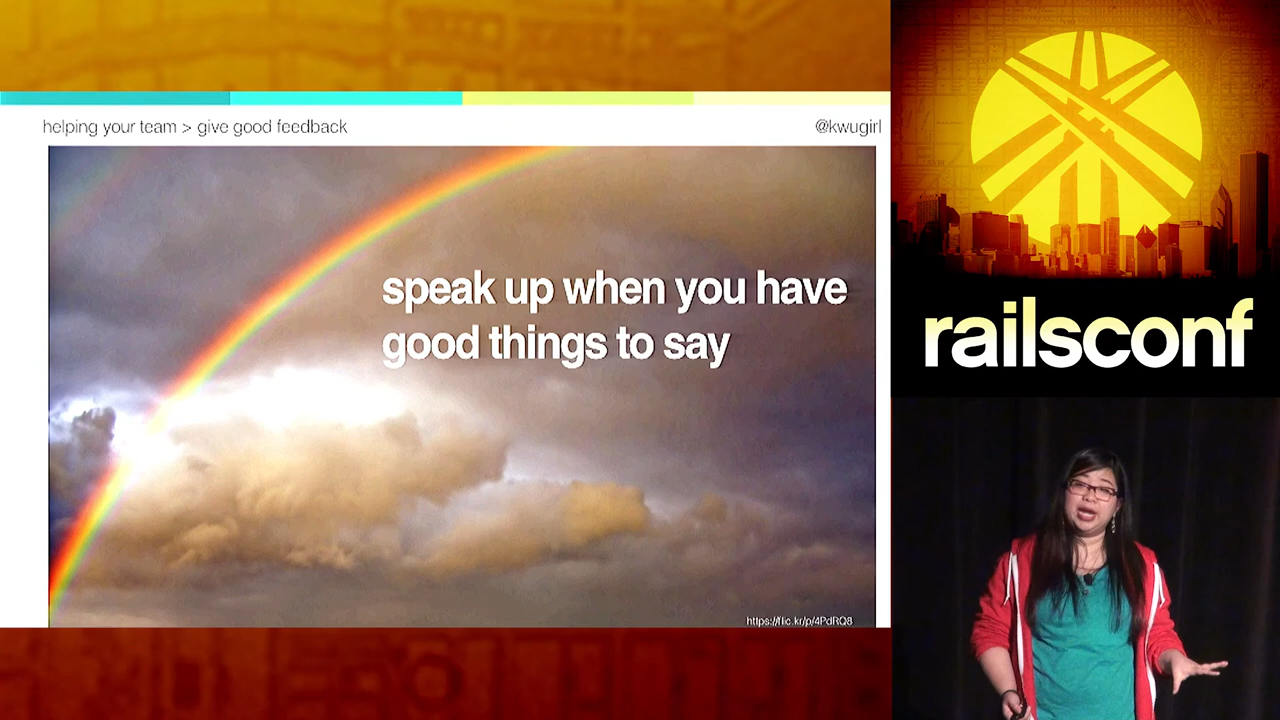 helping your team > give good feedback
@kwugirl
speak up when you have
good things to say
https://flic.kr/p/4PdRQ8
railsconf